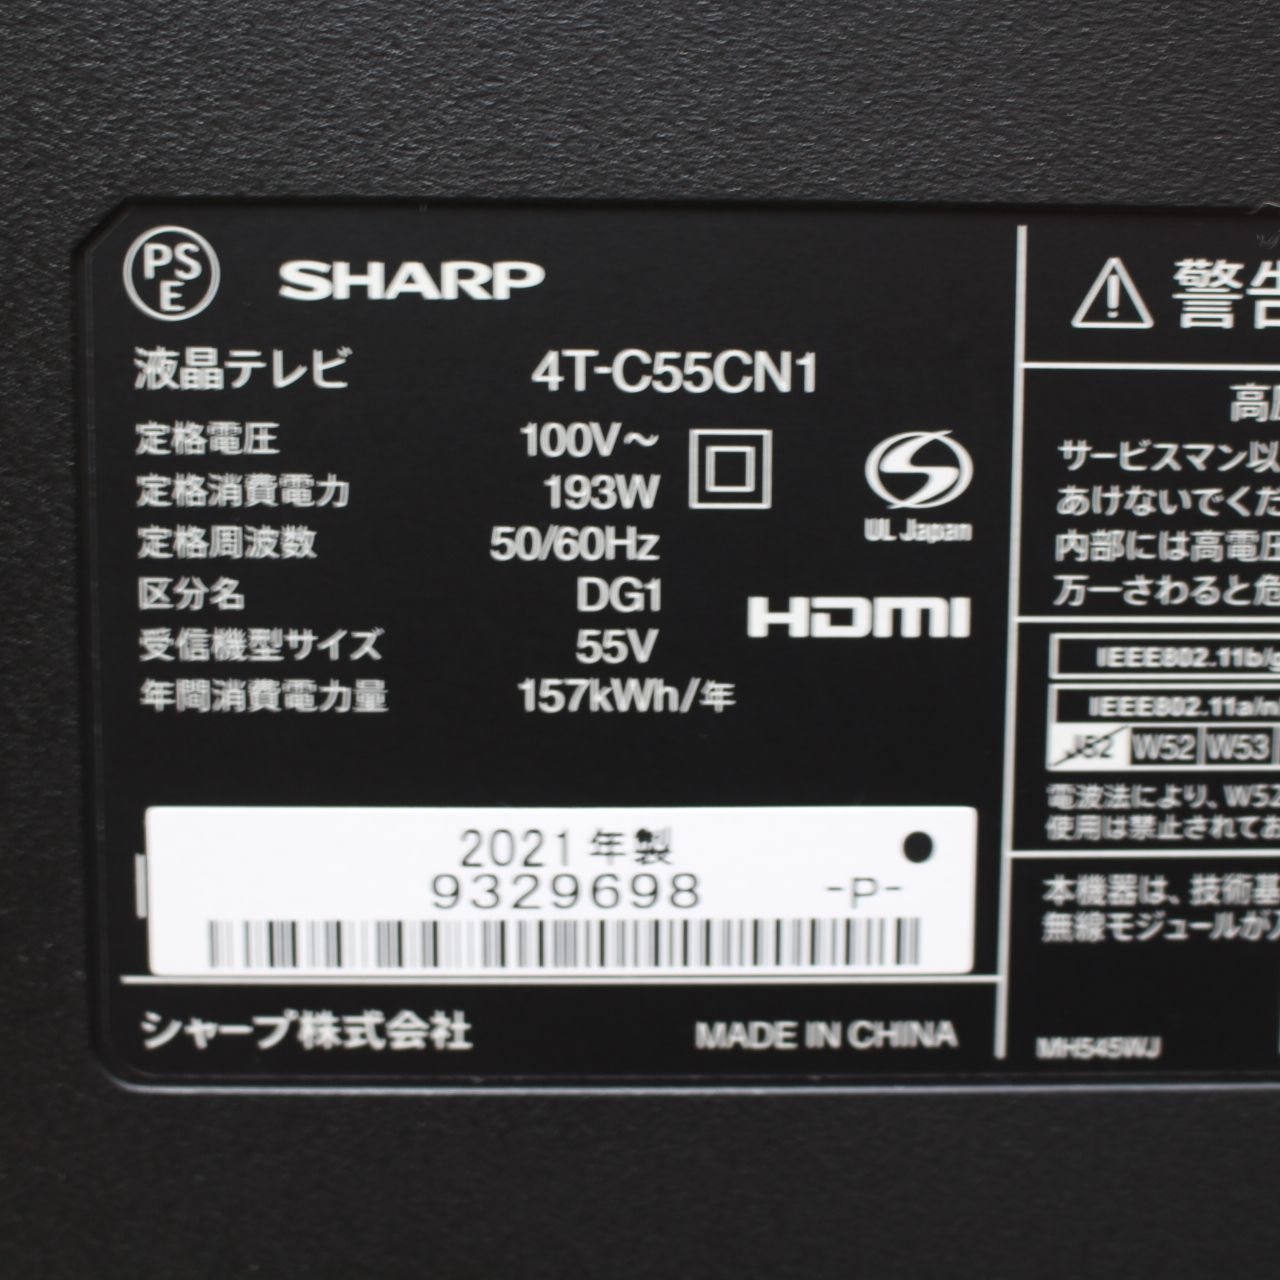 PSE SHARP
液晶テレビ 4T-C55CN1
定格電圧 100V～
定格消費電力 193W
定格周波数 50/60Hz
区分名 DG1
受信機型サイズ 55V
年間消費電力量 157kWh/年
UL Japan
HDMI
2021年製
9329698 -P-
シャープ株式会社 MADE IN CHINA
⚠警告
高
サービスマン以
あけないでくだ
内部には高電圧
万一さわると危
IEEE802.11b/g
IEEE802.11a/n
J52 W52 W53
電波法により、W52
使用は禁止されてお
本機器は、技術基
無線モジュールが
MH545WJ